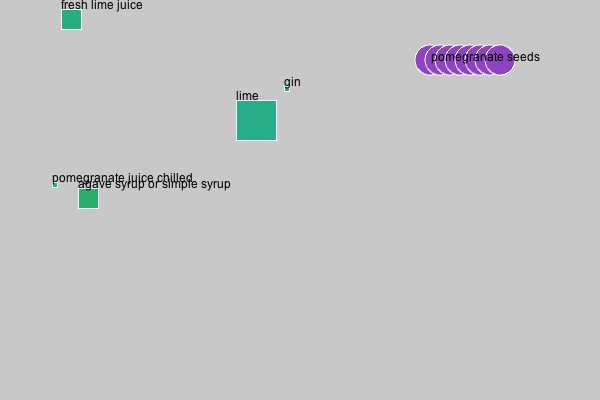 fresh lime juice
pomegranate seeds
gin
lime
pomegranate juice chilled
agave syrup or simple syrup